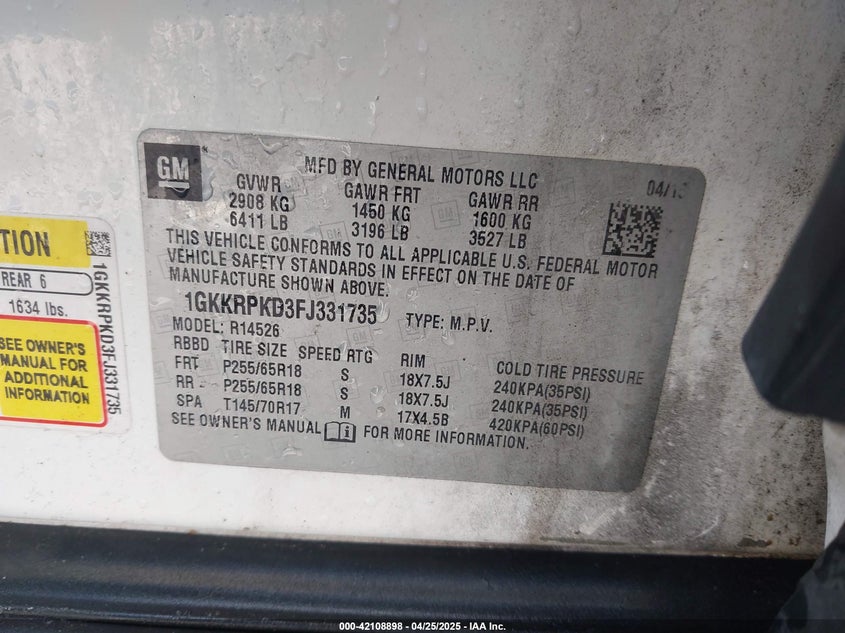 GM
MFD BY GENERAL MOTORS LLC
GVWR GAWR FRT GAWR RR
2908 KG 1450 KG 1600 KG
6411 LB 3196 LB 3527 LB
THIS VEHICLE CONFORMS TO ALL APPLICABLE U.S. FEDERAL MOTOR
VEHICLE SAFETY STANDARDS IN EFFECT ON THE DATE OF
MANUFACTURE SHOWN ABOVE.
1GKKRPKD3FJ331735 TYPE: M.P.V.
MODEL: R14526
RBBD TIRE SIZE SPEED RTG RIM COLD TIRE PRESSURE
FRT P255/65R18 S 18X7.5J 240KPA(35PSI)
RR P255/65R18 S 18X7.5J 240KPA(35PSI)
SPA T145/70R17 M 17X4.5B 420KPA(60PSI)
SEE OWNER'S MANUAL FOR MORE INFORMATION.
REAR 6
1634 lbs.
SEE OWNER'S
MANUAL FOR
ADDITIONAL
INFORMATION
1GKKRPKD3FJ331735
000-42108898 - 04/25/2025 - IAA Inc.